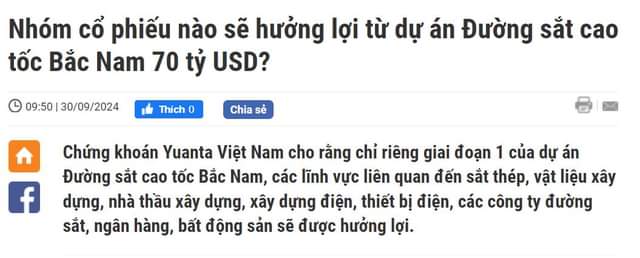 Nhóm cổ phiếu nào sẽ hưởng lợi từ dự án Đường sắt cao
tốc Bắc Nam 70 tỷ USD?
09:50 | 30/09/2024 Thích 0 Chia sẻ
Chứng khoán Yuanta Việt Nam cho rằng chỉ riêng giai đoạn 1 của dự án
Đường sắt cao tốc Bắc Nam, các lĩnh vực liên quan đến sắt thép, vật liệu xây
dựng, nhà thầu xây dựng, xây dựng điện, thiết bị điện, các công ty đường
sắt, ngân hàng, bất động sản sẽ được hưởng lợi.